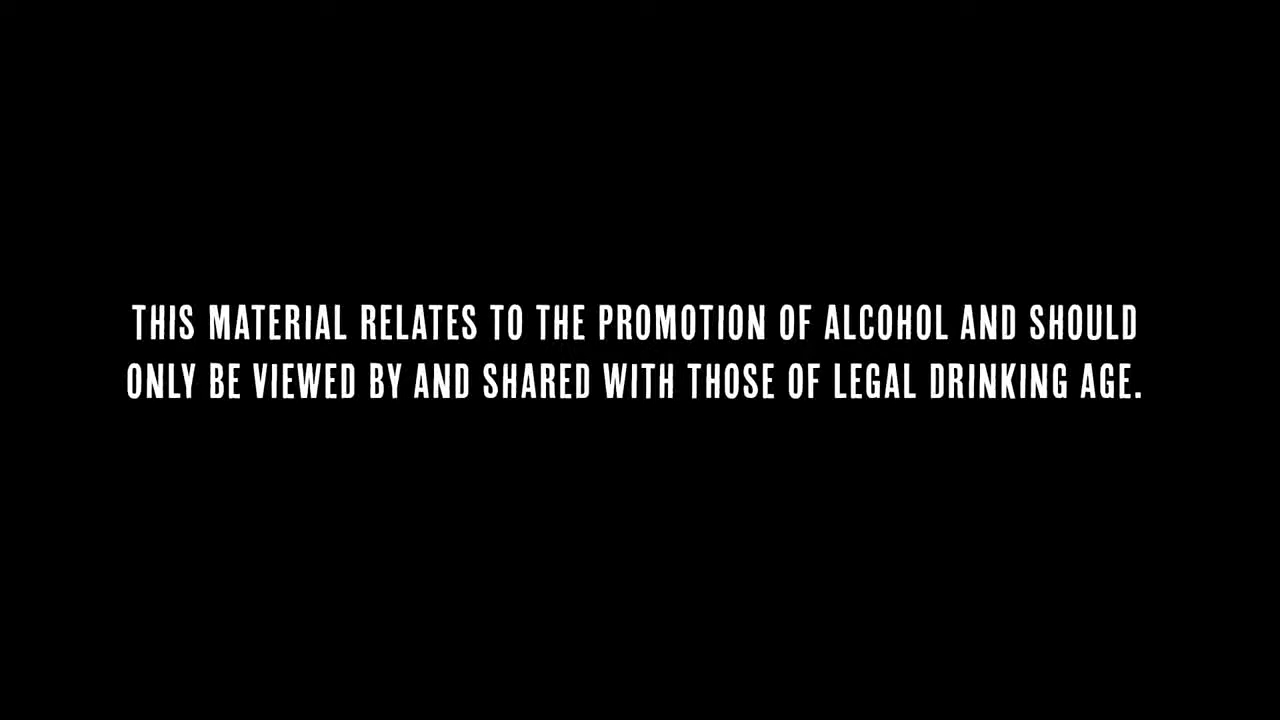 THIS MATERIAL RELATES TO THE PROMOTION OF ALCOHOL AND SHOULD
ONLY BE VIEWED BY AND SHARED WITH THOSE OF LEGAL DRINKING AGE.